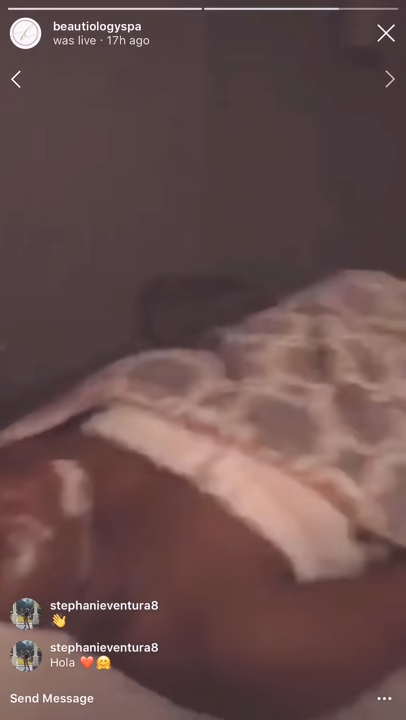 beautiologyspa
was live · 17h ago
stephanieventura8
👋
stephanieventura8
Hola ❤️🤗
Send Message